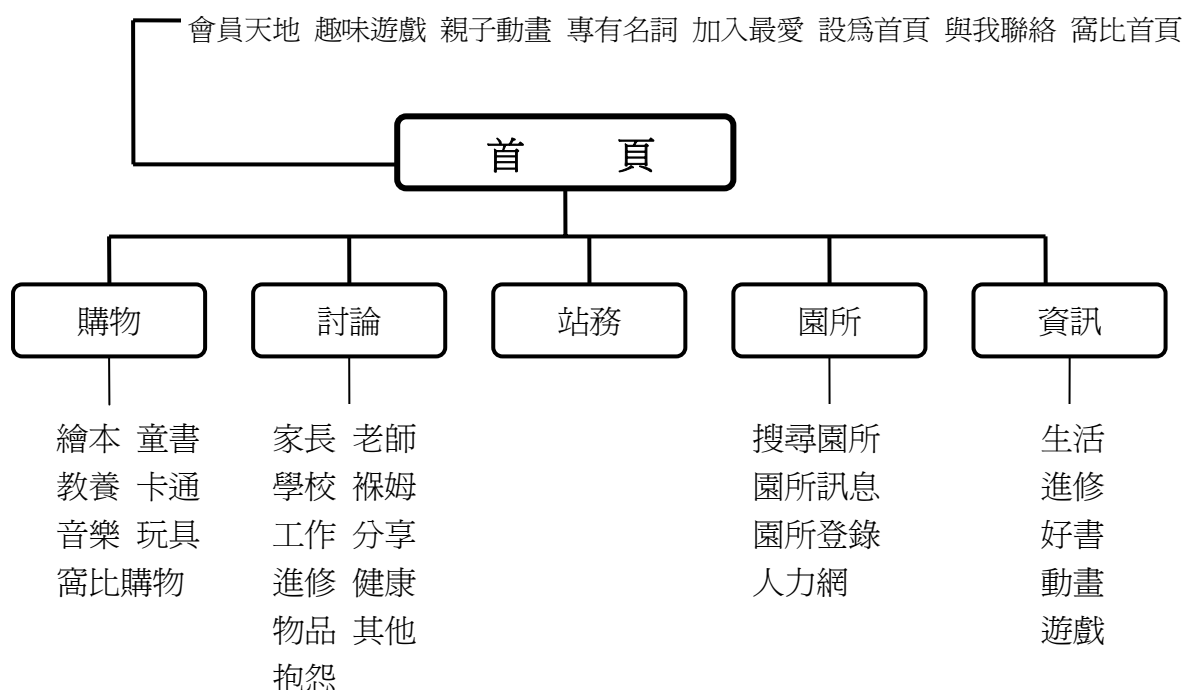 會員天地 趣味遊戲 親子動畫 專有名詞 加入最愛 設為首頁 與我聯絡 窩比首頁
首 頁
購物 討論 站務 園所 資訊
繪本 童書 家長 老師 搜尋園所 生活
教養 卡通 學校 褓姆 園所訊息 進修
音樂 玩具 工作 分享 園所登錄 好書
窩比購物 進修 健康 人力網 動畫
物品 其他 遊戲
抱怨